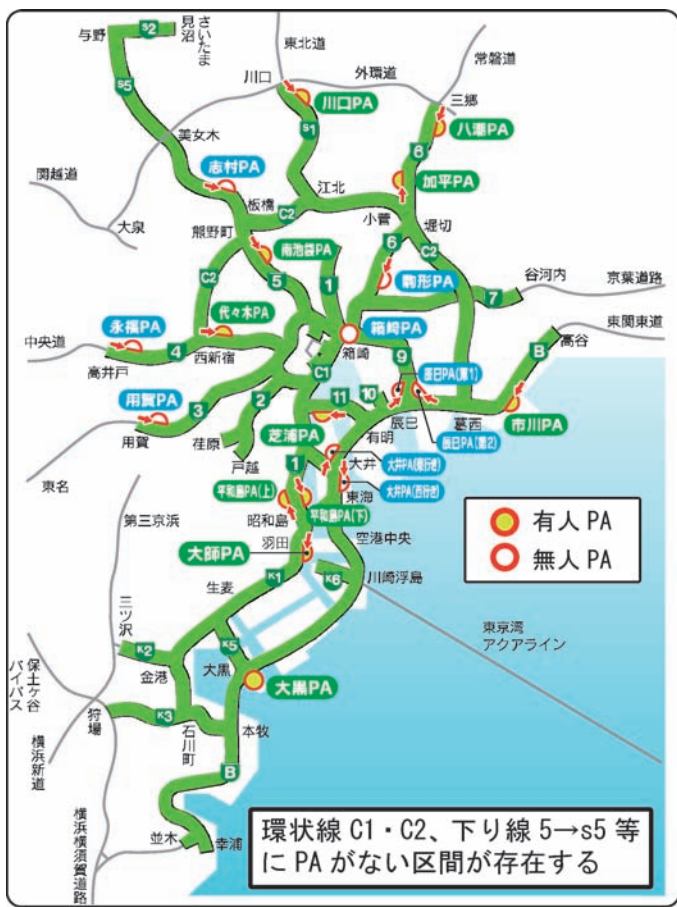 さいたま
見沼
S2
与野
東北道
常磐道
川口
外環道
三郷
川口PA
八潮PA
S5
S1
6
美女木
関越道
志村PA
加平PA
大泉
板橋
江北
C2
小菅
堀切
熊野町
南池袋PA
6
C2
C2
5
1
駒形PA
谷河内
京葉道路
7
代々木PA
永福PA
箱崎PA
東関東道
中央道
4
西新宿
箱崎
高谷
B
高井戸
C1
9
辰巳PA(第1)
用賀PA
3
2
11
10
辰巳
葛西
市川PA
用賀
荏原
芝浦PA
有明
辰巳PA(第2)
戸越
大井
大井PA(東行き)
東名
1
平和島PA(上)
東海
大井PA(西行き)
第三京浜
昭和島
平和島PA(下)
有人PA
羽田
空港中央
無人PA
大師PA
生麦
K1
K6
川崎浮島
三ツ沢
東京湾
アクアライン
K2
K5
金港
大黒
大黒PA
保土ヶ谷
バイパス
狩場
K3
石川町
本牧
横浜新道
B
横浜横須賀道路
並木
幸浦
環状線 C1・C2、下り線 5→s5 等
に PA がない区間が存在する